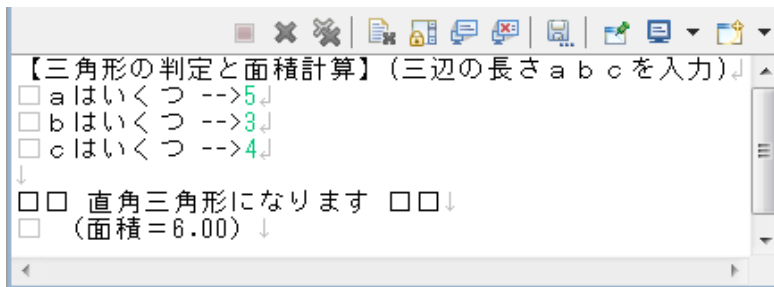 【三角形の判定と面積計算】(三辺の長さａｂｃを入力)↲
□ａはいくつ -->5↲
□ｂはいくつ -->3↲
□ｃはいくつ -->4↲
↓
□□ 直角三角形になります □□↓
□ （面積＝6.00）↓